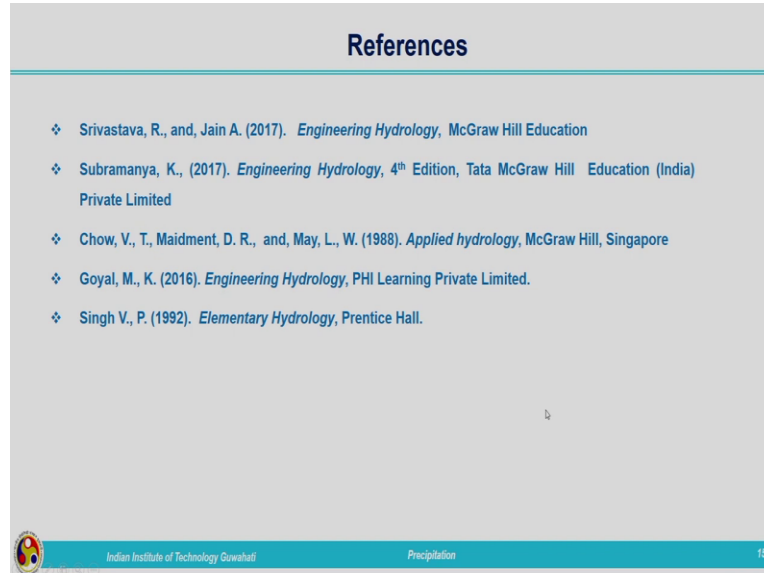 References
❖ Srivastava, R., and, Jain A. (2017). Engineering Hydrology, McGraw Hill Education
❖ Subramanya, K., (2017). Engineering Hydrology, 4th Edition, Tata McGraw Hill Education (India)
Private Limited
❖ Chow, V., T., Maidment, D. R., and, May, L., W. (1988). Applied hydrology, McGraw Hill, Singapore
❖ Goyal, M., K. (2016). Engineering Hydrology, PHI Learning Private Limited.
❖ Singh V., P. (1992). Elementary Hydrology, Prentice Hall.
Indian Institute of Technology Guwahati Precipitation 15